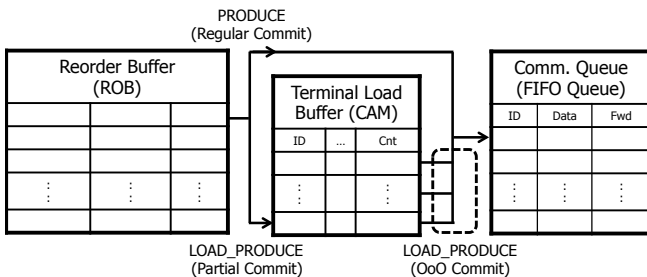 PRODUCE
(Regular Commit)
Reorder Buffer
(ROB)
Terminal Load
Buffer (CAM)
ID ... Cnt
⋮ ⋮ ⋮
⋮ ⋮
Comm. Queue
(FIFO Queue)
ID Data Fwd
⋮ ⋮ ⋮
LOAD_PRODUCE
(Partial Commit)
LOAD_PRODUCE
(OoO Commit)